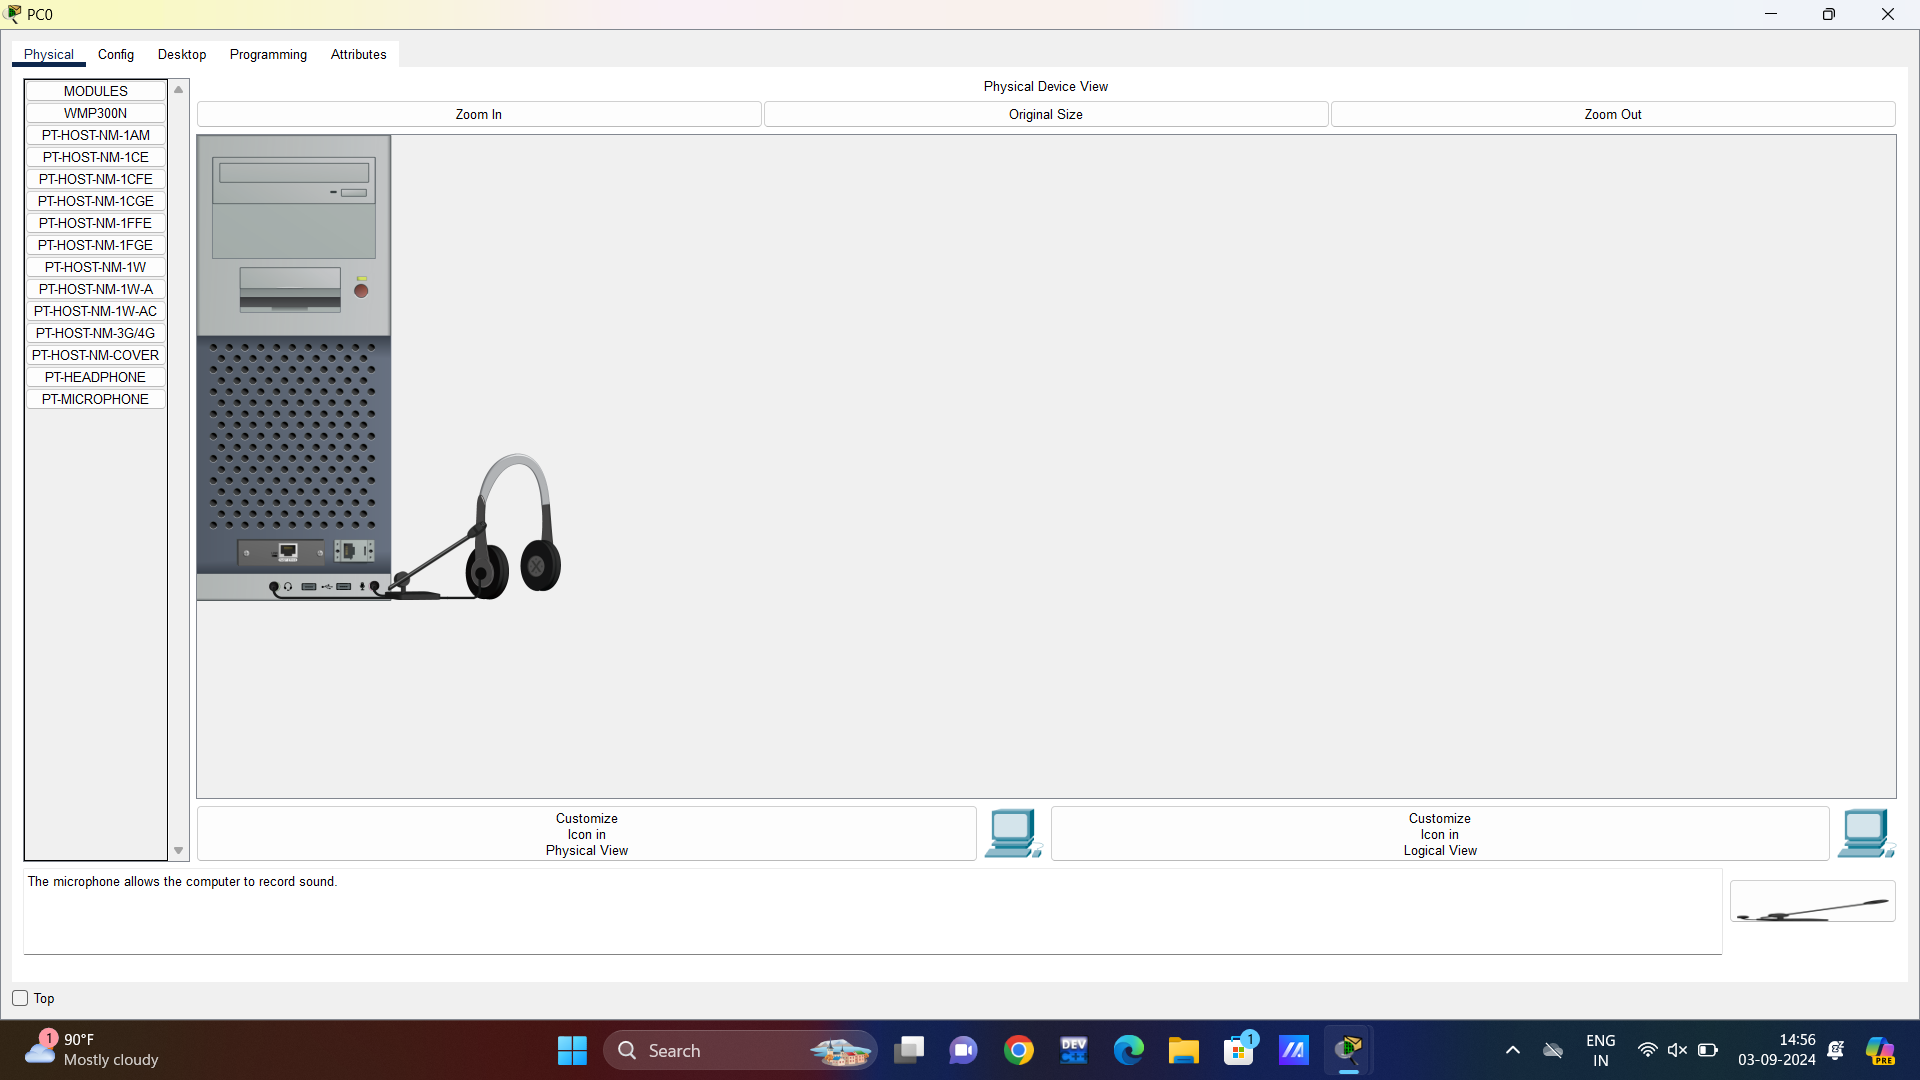 PC0
Physical
Config
Desktop
Programming
Attributes
MODULES
WMP300N
PT-HOST-NM-1AM
PT-HOST-NM-1CE
PT-HOST-NM-1CFE
PT-HOST-NM-1CGE
PT-HOST-NM-1FFE
PT-HOST-NM-1FGE
PT-HOST-NM-1W
PT-HOST-NM-1W-A
PT-HOST-NM-1W-AC
PT-HOST-NM-3G/4G
PT-HOST-NM-COVER
PT-HEADPHONE
PT-MICROPHONE
Physical Device View
Zoom In
Original Size
Zoom Out
Customize
Icon in
Physical View
Customize
Icon in
Logical View
The microphone allows the computer to record sound.
Top
1
90°F
Mostly cloudy
Search
DEV
C++
1
ENG
IN
14:56
03-09-2024
PRE